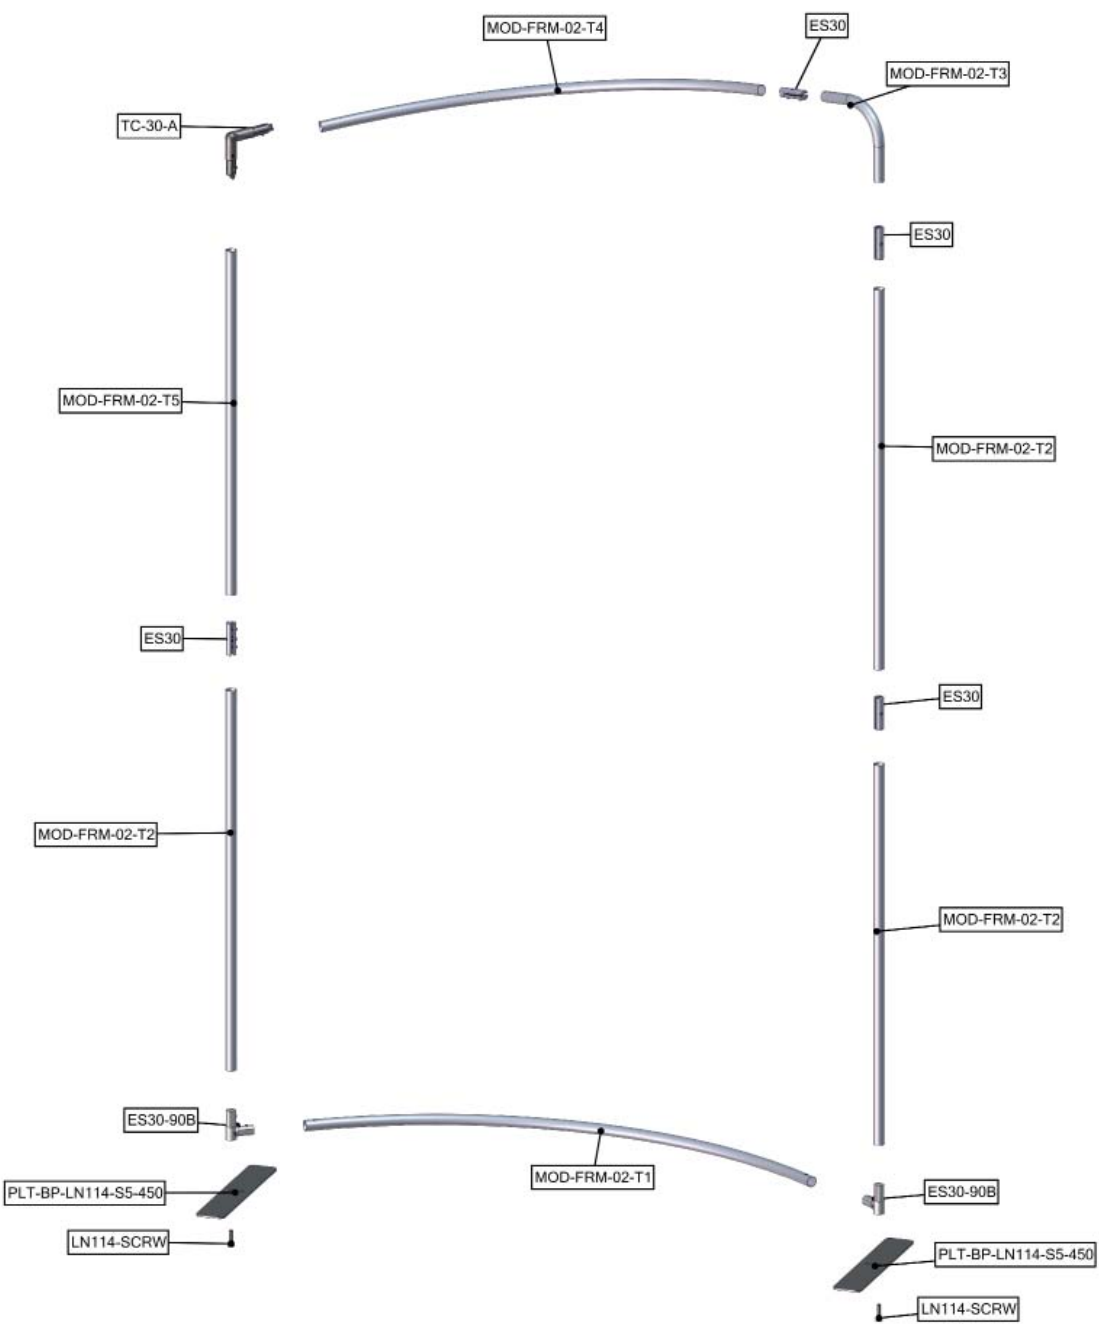 MOD-FRM-02-T4
ES30
MOD-FRM-02-T3
TC-30-A
ES30
MOD-FRM-02-T5
MOD-FRM-02-T2
ES30
ES30
MOD-FRM-02-T2
MOD-FRM-02-T2
ES30-90B
MOD-FRM-02-T1
PLT-BP-LN114-S5-450
ES30-90B
LN114-SCRW
PLT-BP-LN114-S5-450
LN114-SCRW